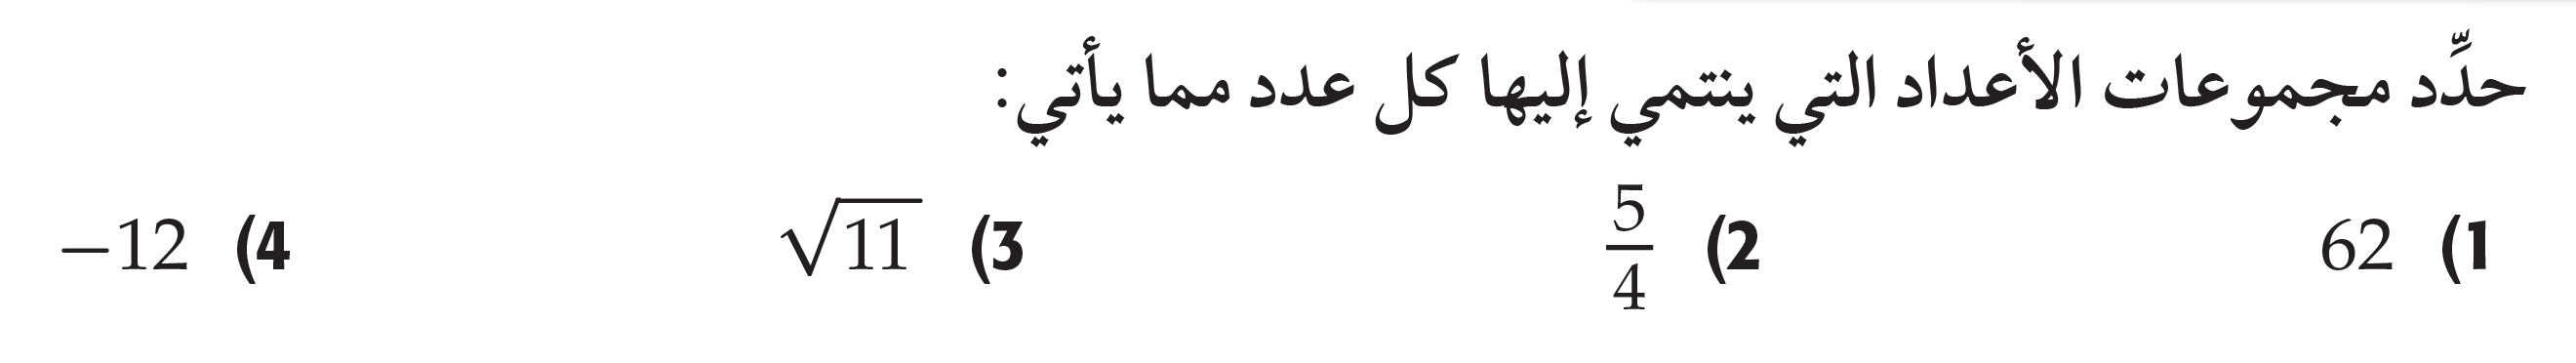 حدِّد مجموعات الأعداد التي ينتمي إليها كل عدد مما يأتي:
(1 62 (2 5/4 (3 √11 (4 −12